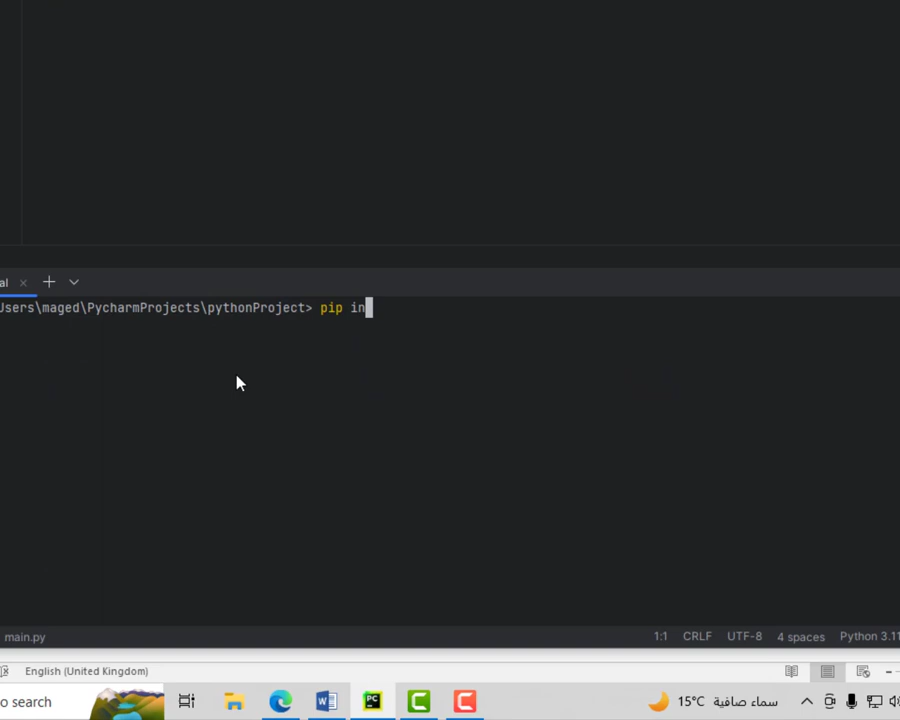 al
Users\maged\PycharmProjects\pythonProject> pip in
main.py
1:1 CRLF UTF-8 4 spaces Python 3.11
English (United Kingdom)
o search
15°C سماء صافية